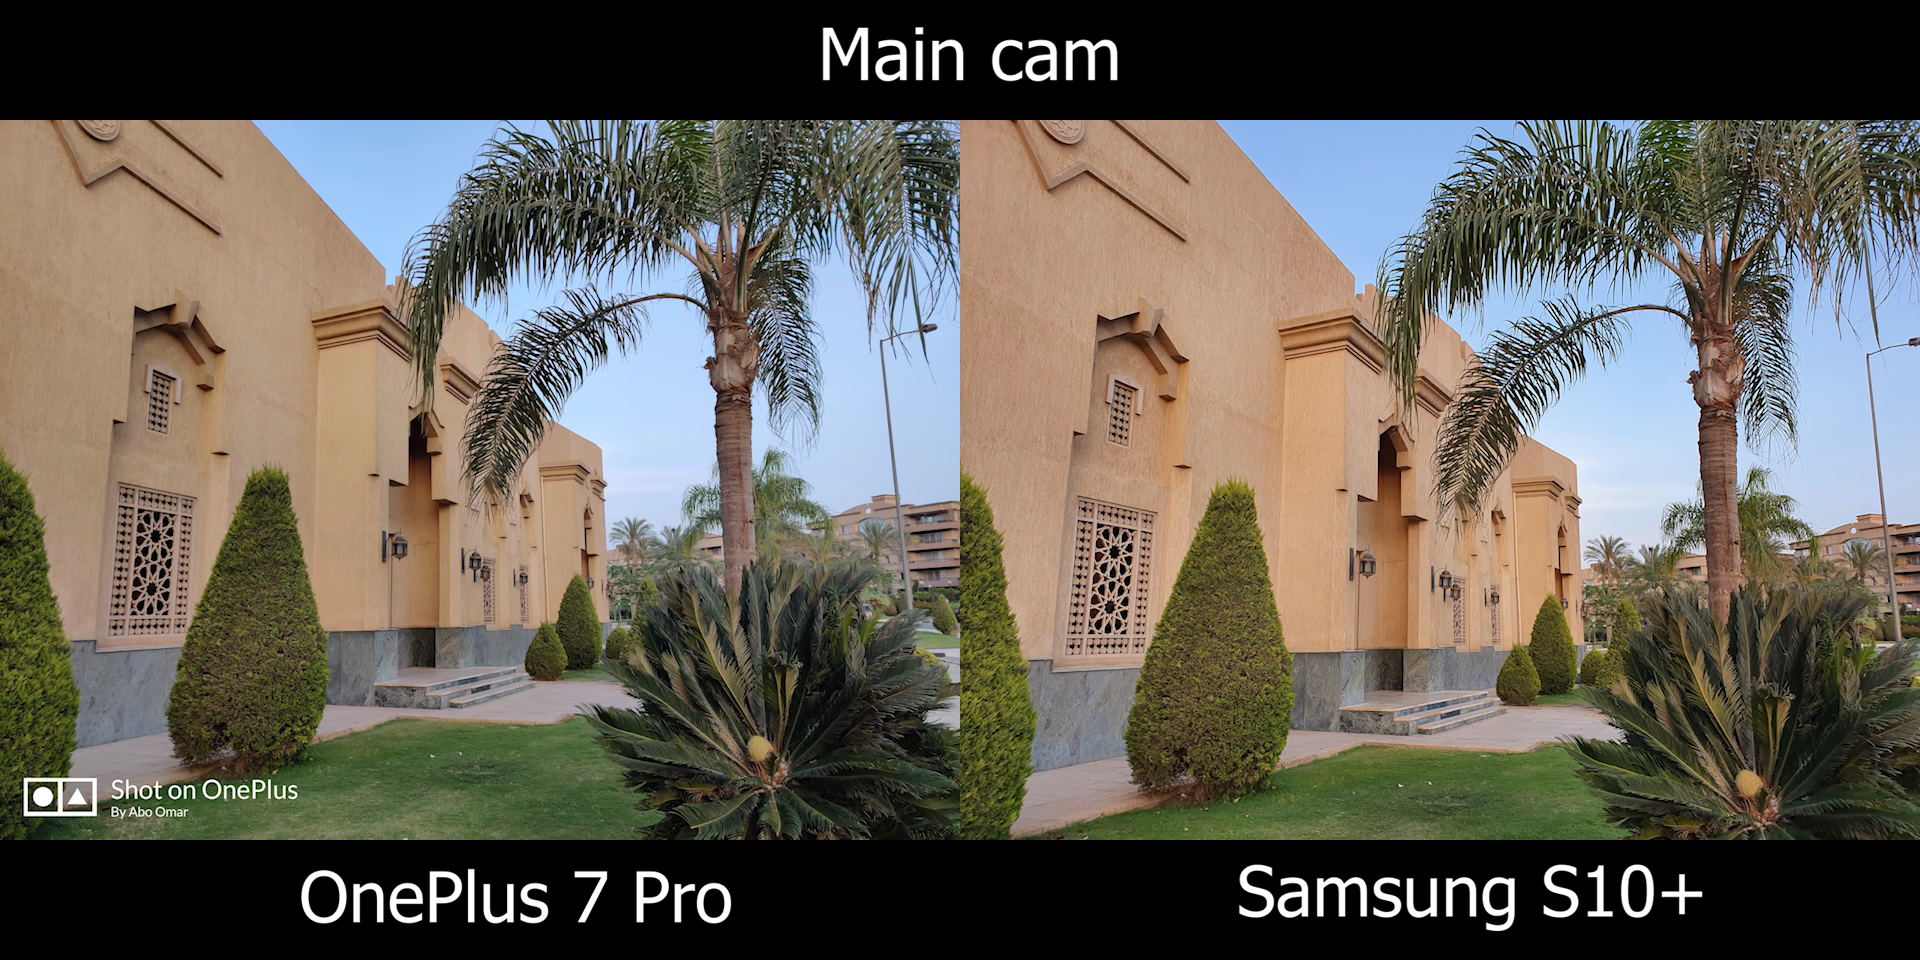 Main cam
Shot on OnePlus
By Abo Omar
OnePlus 7 Pro
Samsung S10+